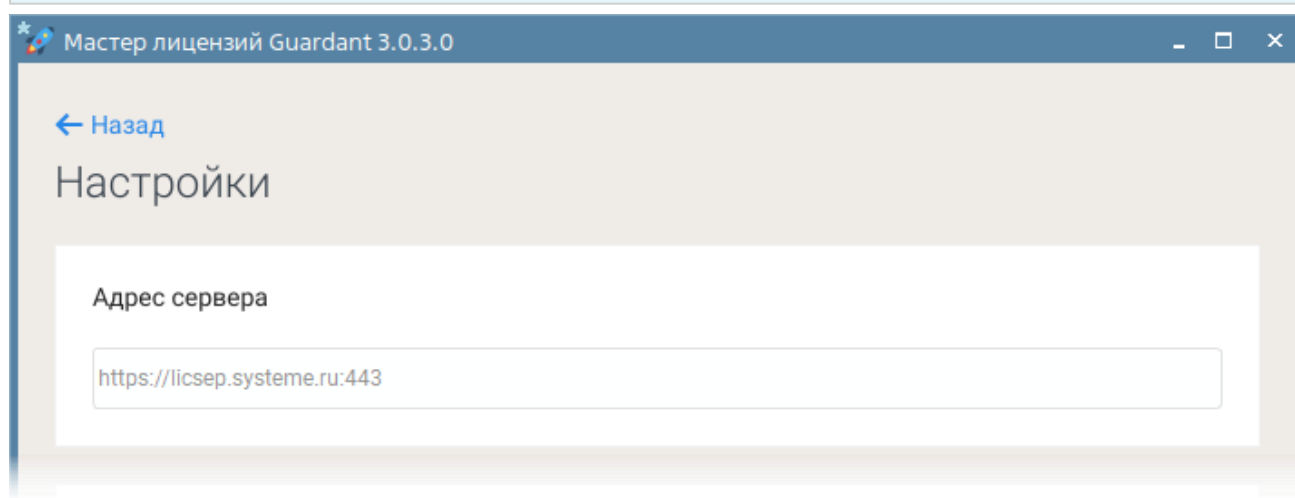 Мастер лицензий Guardant 3.0.3.0
Назад
Настройки
Адрес сервера
https://licsep.systeme.ru:443